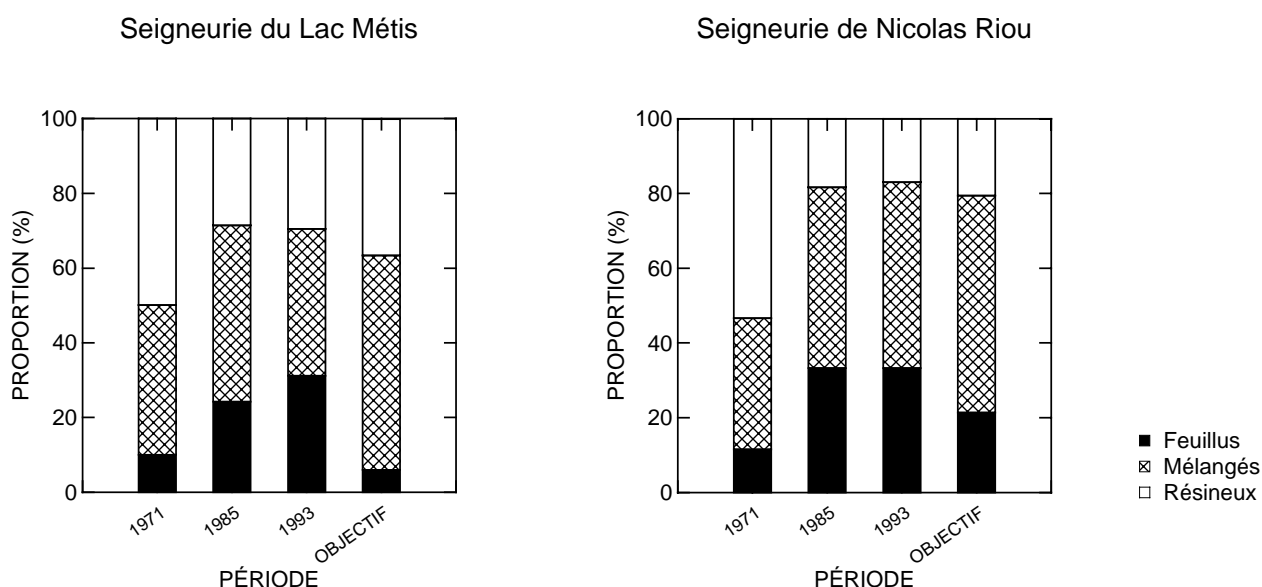 Seigneurie du Lac Métis
Seigneurie de Nicolas Riou
PROPORTION (%)
100
80
60
40
20
0
1971
1985
1993
OBJECTIF
PÉRIODE
PROPORTION (%)
100
80
60
40
20
0
1971
1985
1993
OBJECTIF
PÉRIODE
Feuillus
Mélangés
Résineux